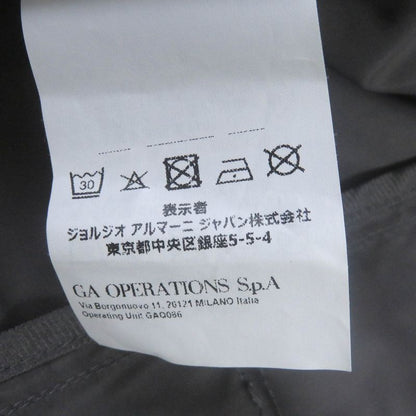 30
表示者
ジョルジオ アルマーニ ジャパン株式会社
東京都中央区銀座5-5-4
GA OPERATIONS S.p.A
Via Borgonuovo 11, 20121 MILANO Italia
Operating Unit GAO086